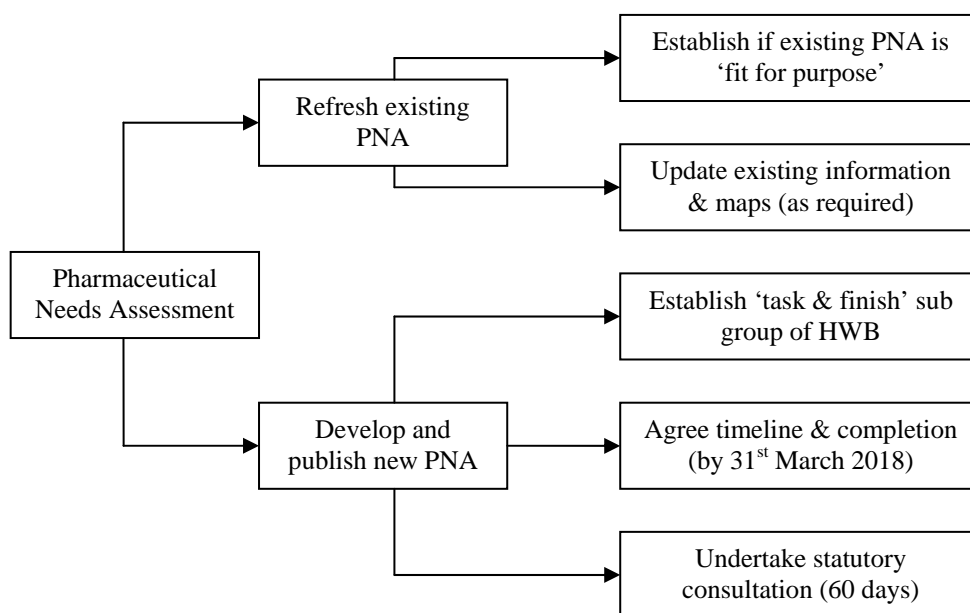 Establish if existing PNA is
‘fit for purpose’
Refresh existing
PNA
Update existing information
& maps (as required)
Pharmaceutical
Needs Assessment
Establish ‘task & finish’ sub
group of HWB
Develop and
publish new PNA
Agree timeline & completion
(by 31st March 2018)
Undertake statutory
consultation (60 days)